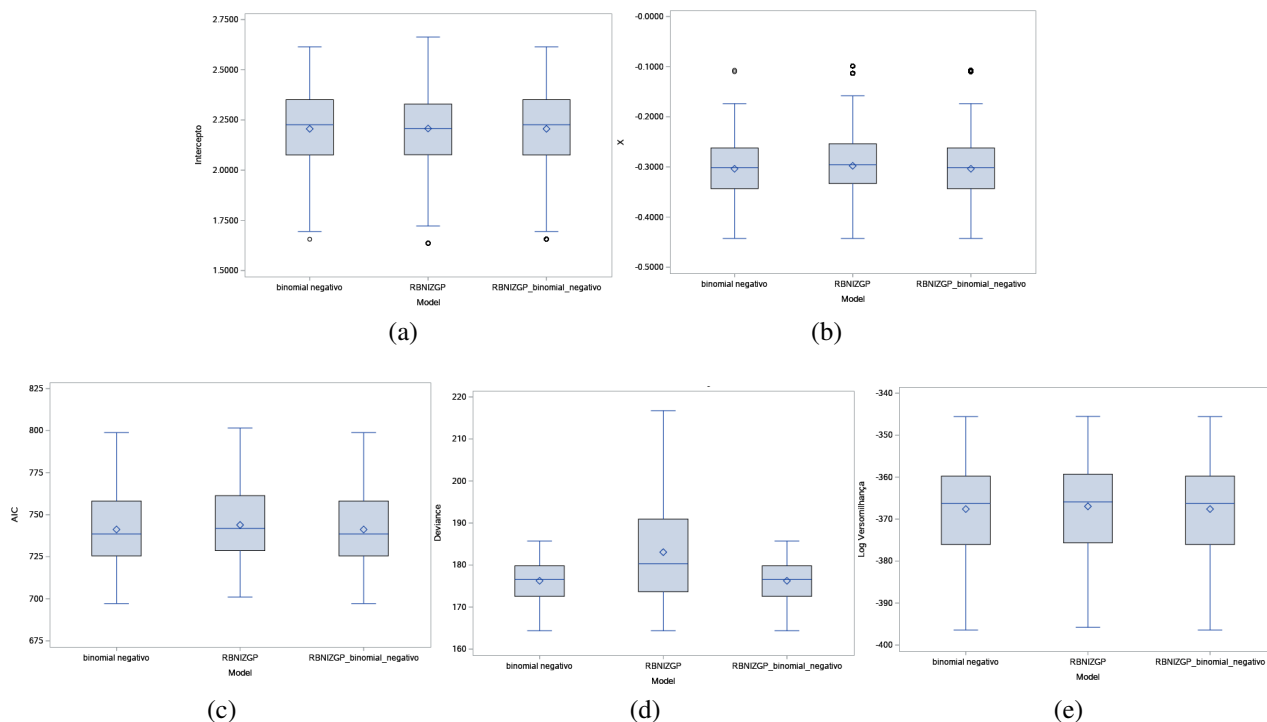 2.7500
2.5000
2.2500
2.0000
1.7500
1.5000
Intercepto
binomial negativo RBNIZGP RBNIZGP_binomial_negativo
Model
(a)
-0.0000
-0.1000
-0.2000
-0.3000
-0.4000
-0.5000
X
binomial negativo RBNIZGP RBNIZGP_binomial_negativo
Model
(b)
825
800
775
750
725
700
675
AIC
binomial negativo RBNIZGP RBNIZGP_binomial_negativo
Model
(c)
220
210
200
190
180
170
160
Deviance
binomial negativo RBNIZGP RBNIZGP_binomial_negativo
Model
(d)
-340
-350
-360
-370
-380
-390
-400
Log Versomilhança
binomial negativo RBNIZGP RBNIZGP_binomial_negativo
Model
(e)